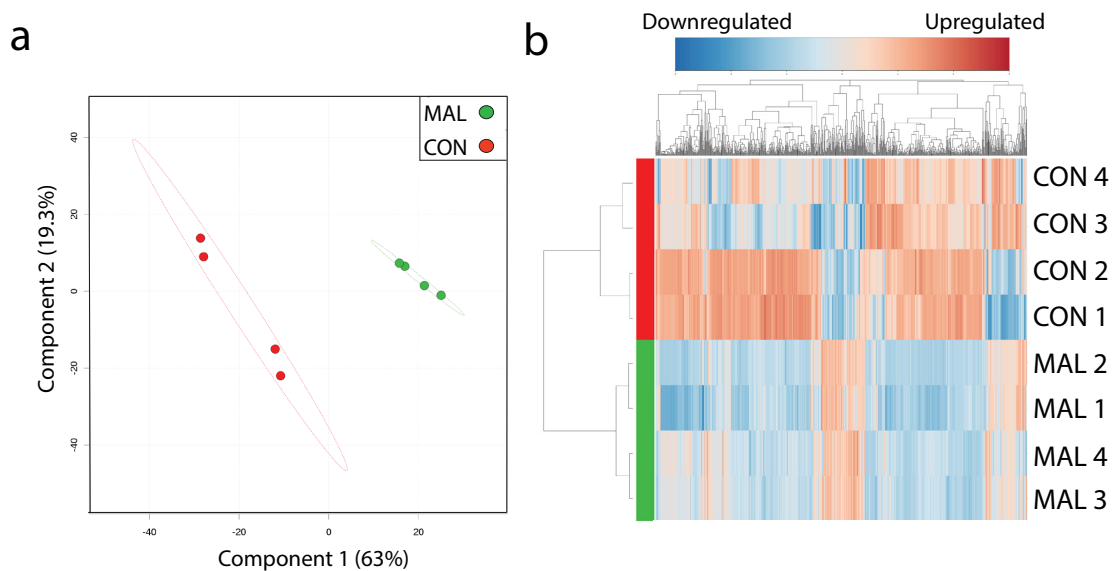 a
MAL
CON
Component 2 (19.3%)
40
20
0
-20
-40
-40
-20
0
20
Component 1 (63%)
b
Downregulated
Upregulated
CON 4
CON 3
CON 2
CON 1
MAL 2
MAL 1
MAL 4
MAL 3